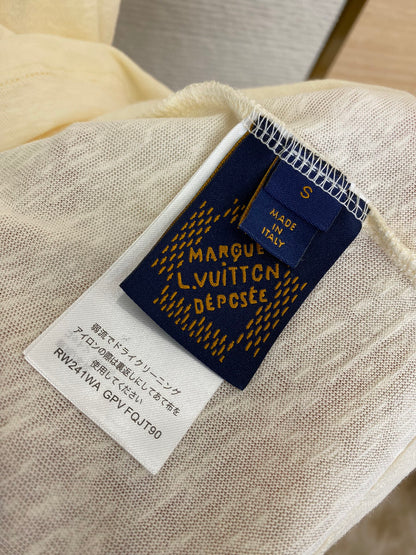 S
MADE
IN
ITALY
MARQUE
L.VUITTON
DÉPOSÉE
弱流でドライクリーニング
アイロンの際は裏返しにしてあて布を
使用してください
RW241WA GPV FQJT90